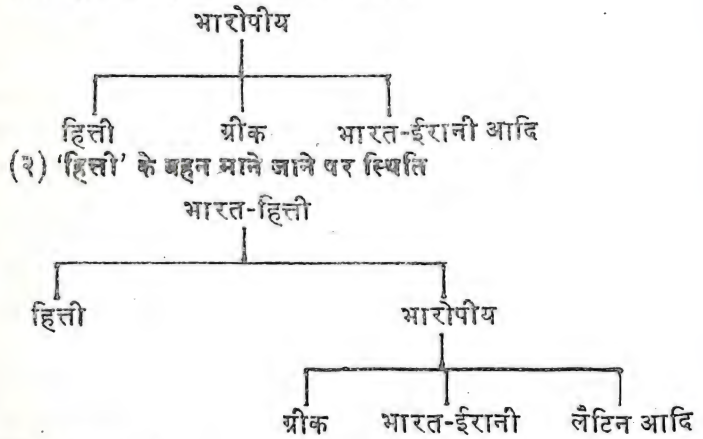 भारोपीय
हित्ती ग्रीक भारत-ईरानी आदि
(२) 'हित्ती' के बहन माने जाने पर स्थिति
भारत-हित्ती
हित्ती भारोपीय
ग्रीक भारत-ईरानी लैटिन आदि